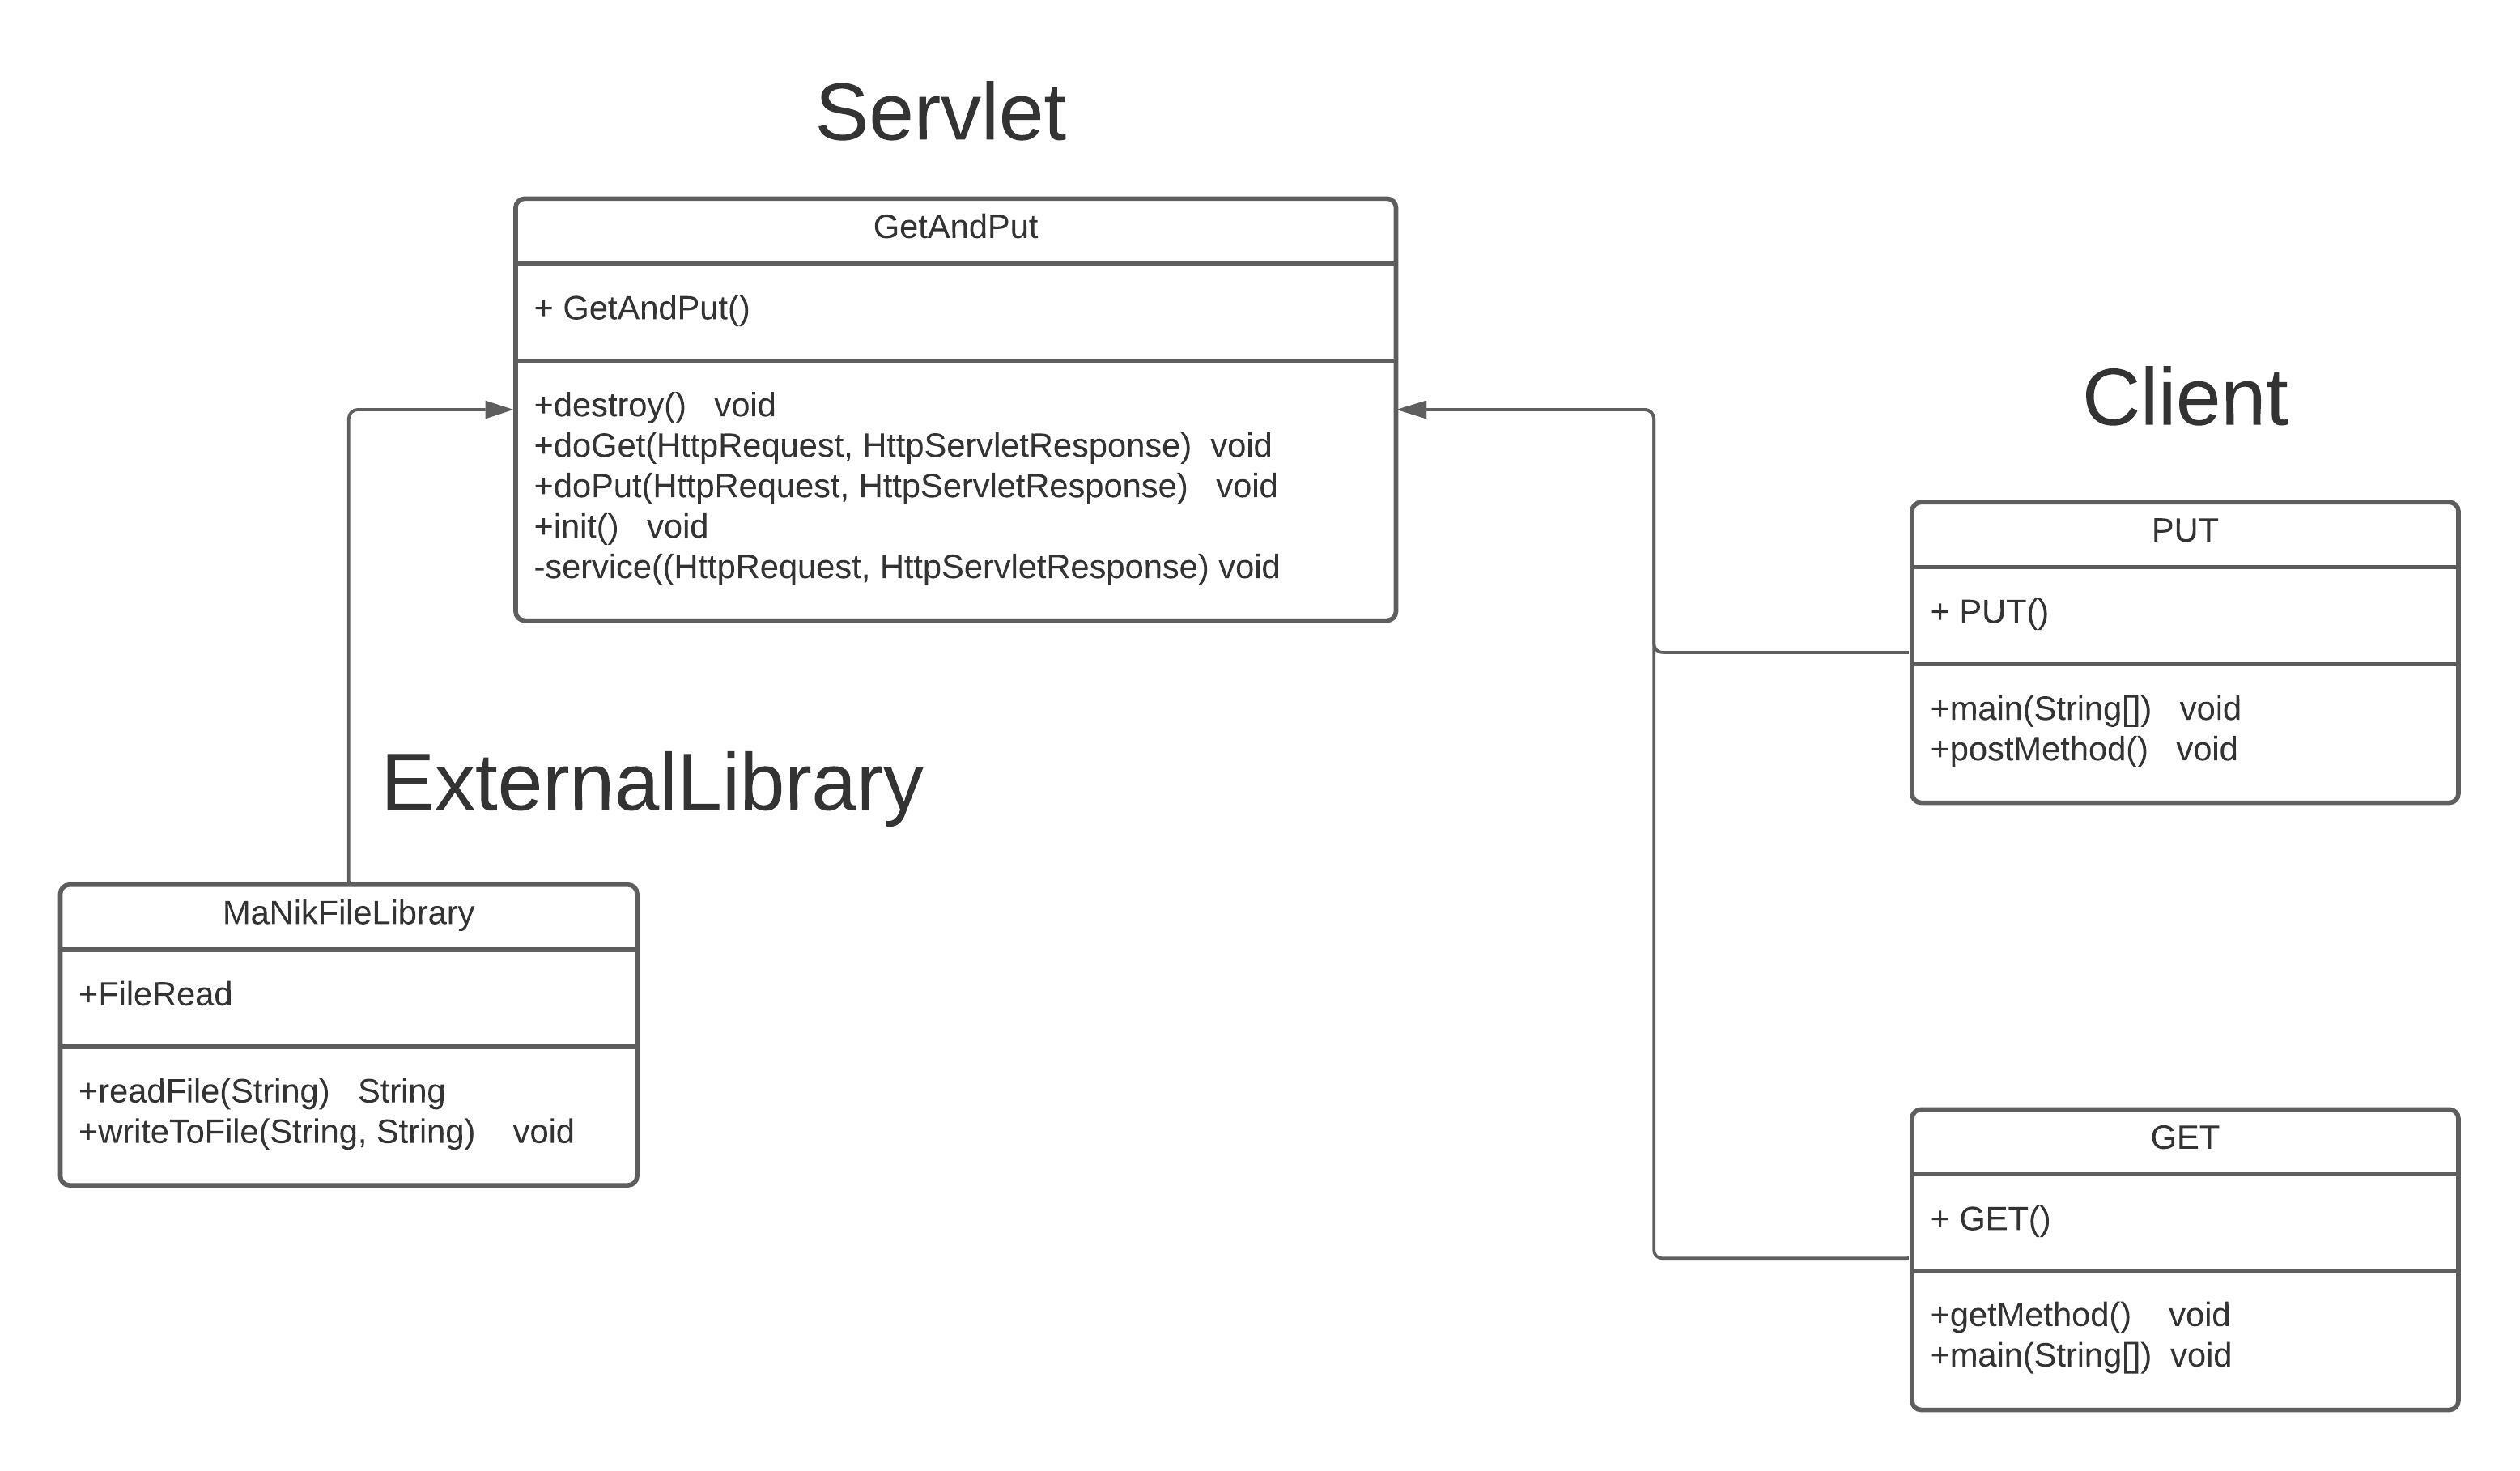 Servlet
GetAndPut
+ GetAndPut()
+destroy()   void
+doGet(HttpRequest, HttpServletResponse)  void
+doPut(HttpRequest, HttpServletResponse)   void
+init()   void
-service((HttpRequest, HttpServletResponse) void
Client
PUT
+ PUT()
+main(String[])   void
+postMethod()   void
ExternalLibrary
MaNikFileLibrary
+FileRead
+readFile(String)   String
+writeToFile(String, String)    void
GET
+ GET()
+getMethod()    void
+main(String[])  void